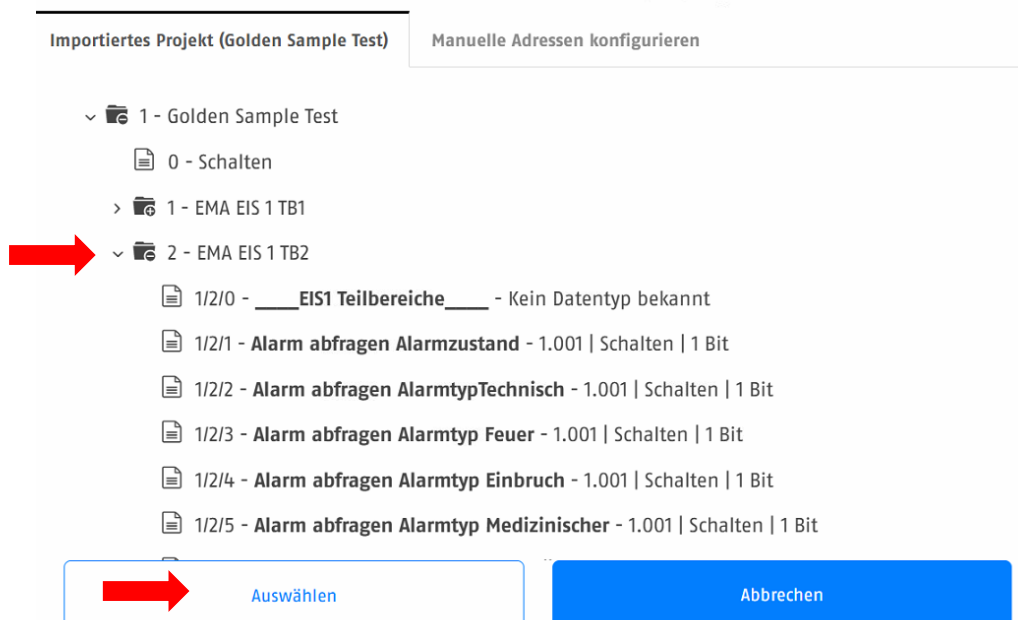 Importiertes Projekt (Golden Sample Test) Manuelle Adressen konfigurieren
1 - Golden Sample Test
0 - Schalten
1 - EMA EIS 1 TB1
2 - EMA EIS 1 TB2
1/2/0 - ____EIS1 Teilbereiche____ - Kein Datentyp bekannt
1/2/1 - Alarm abfragen Alarmzustand - 1.001 | Schalten | 1 Bit
1/2/2 - Alarm abfragen AlarmtypTechnisch - 1.001 | Schalten | 1 Bit
1/2/3 - Alarm abfragen Alarmtyp Feuer - 1.001 | Schalten | 1 Bit
1/2/4 - Alarm abfragen Alarmtyp Einbruch - 1.001 | Schalten | 1 Bit
1/2/5 - Alarm abfragen Alarmtyp Medizinischer - 1.001 | Schalten | 1 Bit
Auswählen Abbrechen